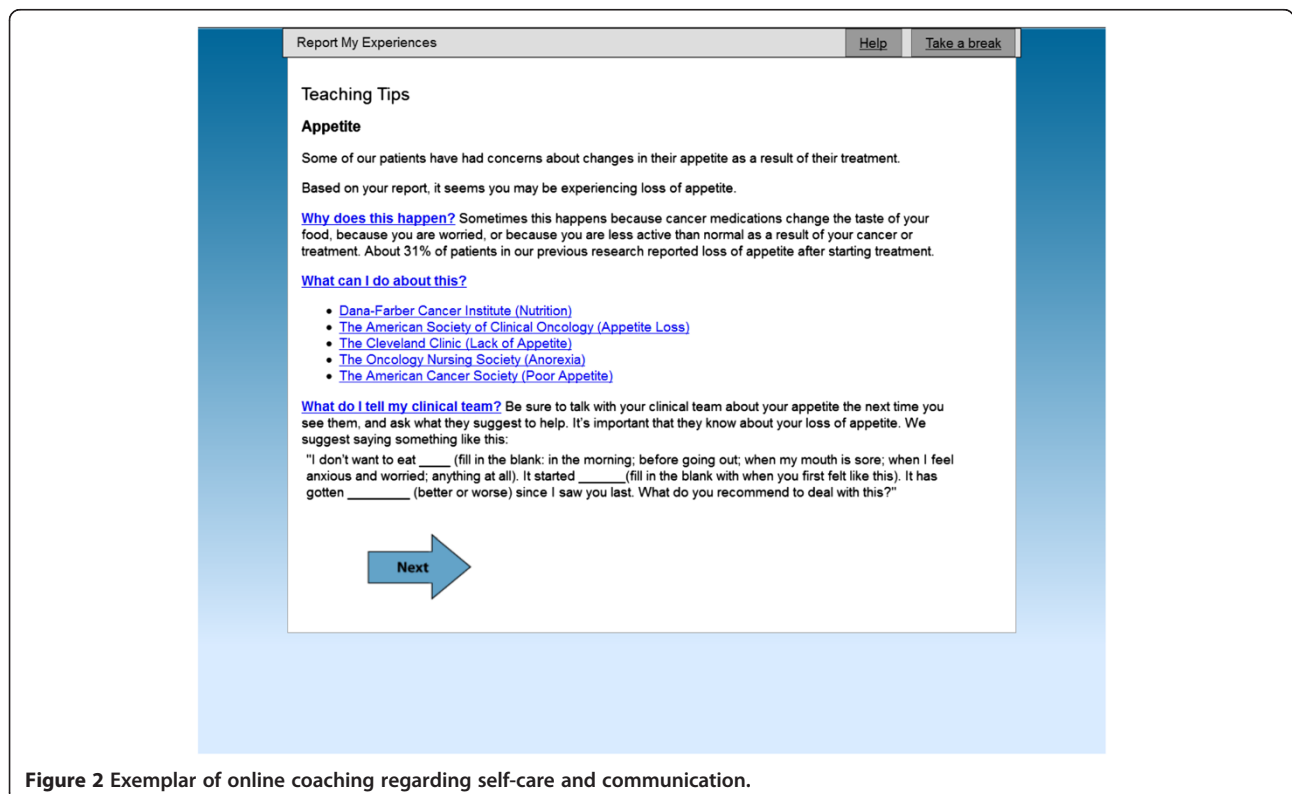 Report My Experiences Help Take a break
Teaching Tips
Appetite
Some of our patients have had concerns about changes in their appetite as a result of their treatment.
Based on your report, it seems you may be experiencing loss of appetite.
Why does this happen? Sometimes this happens because cancer medications change the taste of your
food, because you are worried, or because you are less active than normal as a result of your cancer or
treatment. About 31% of patients in our previous research reported loss of appetite after starting treatment.
What can I do about this?
• Dana-Farber Cancer Institute (Nutrition)
• The American Society of Clinical Oncology (Appetite Loss)
• The Cleveland Clinic (Lack of Appetite)
• The Oncology Nursing Society (Anorexia)
• The American Cancer Society (Poor Appetite)
What do I tell my clinical team? Be sure to talk with your clinical team about your appetite the next time you
see them, and ask what they suggest to help. It's important that they know about your loss of appetite. We
suggest saying something like this:
"I don't want to eat _____ (fill in the blank: in the morning; before going out; when my mouth is sore; when I feel
anxious and worried; anything at all). It started _______(fill in the blank with when you first felt like this). It has
gotten __________ (better or worse) since I saw you last. What do you recommend to deal with this?"
Next
Figure 2 Exemplar of online coaching regarding self-care and communication.